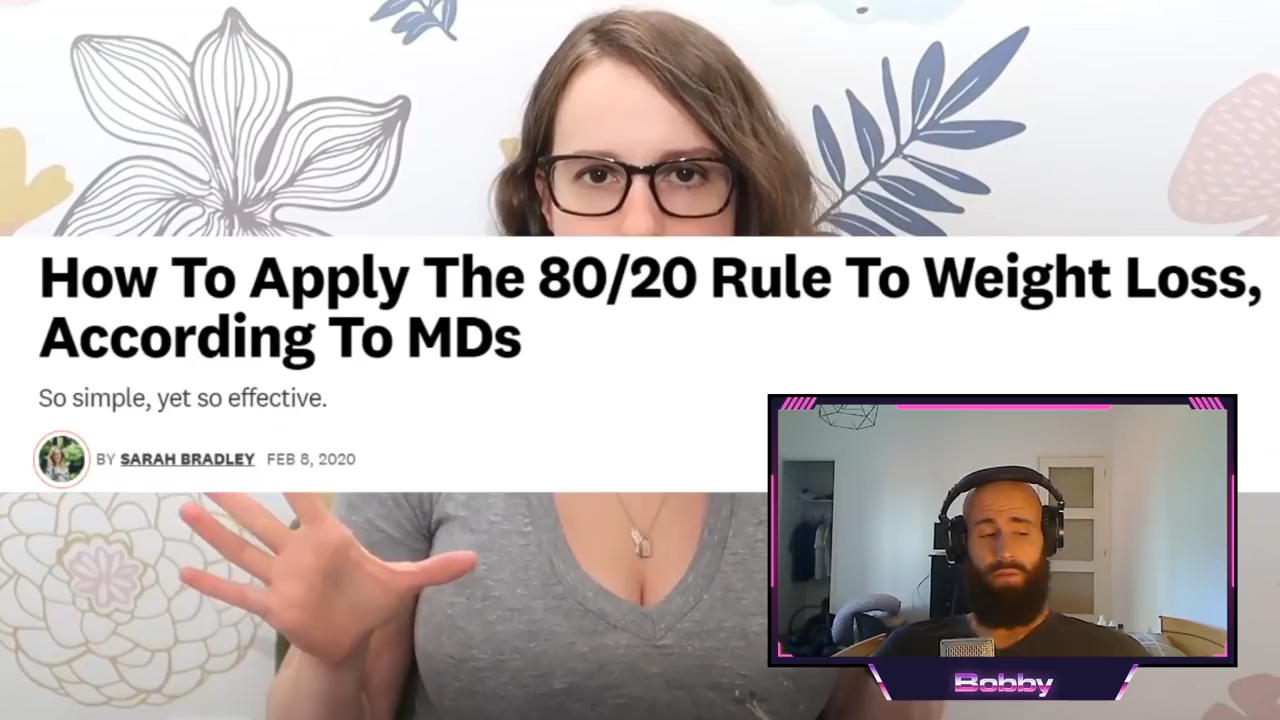 How To Apply The 80/20 Rule To Weight Loss,
According To MDs
So simple, yet so effective.
BY SARAH BRADLEY FEB 8, 2020
Bobby